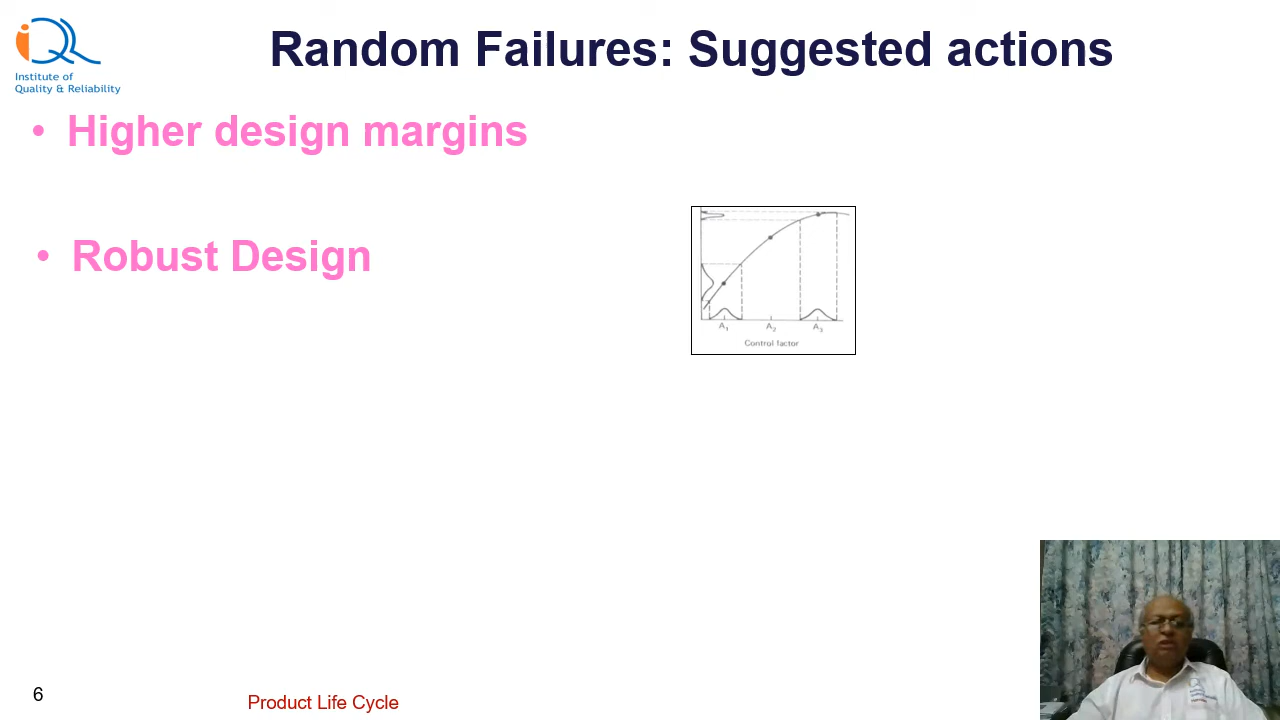 Random Failures: Suggested actions
Institute of
Quality & Reliability
• Higher design margins
• Robust Design
A1 A2 A3
Control factor
6
Product Life Cycle